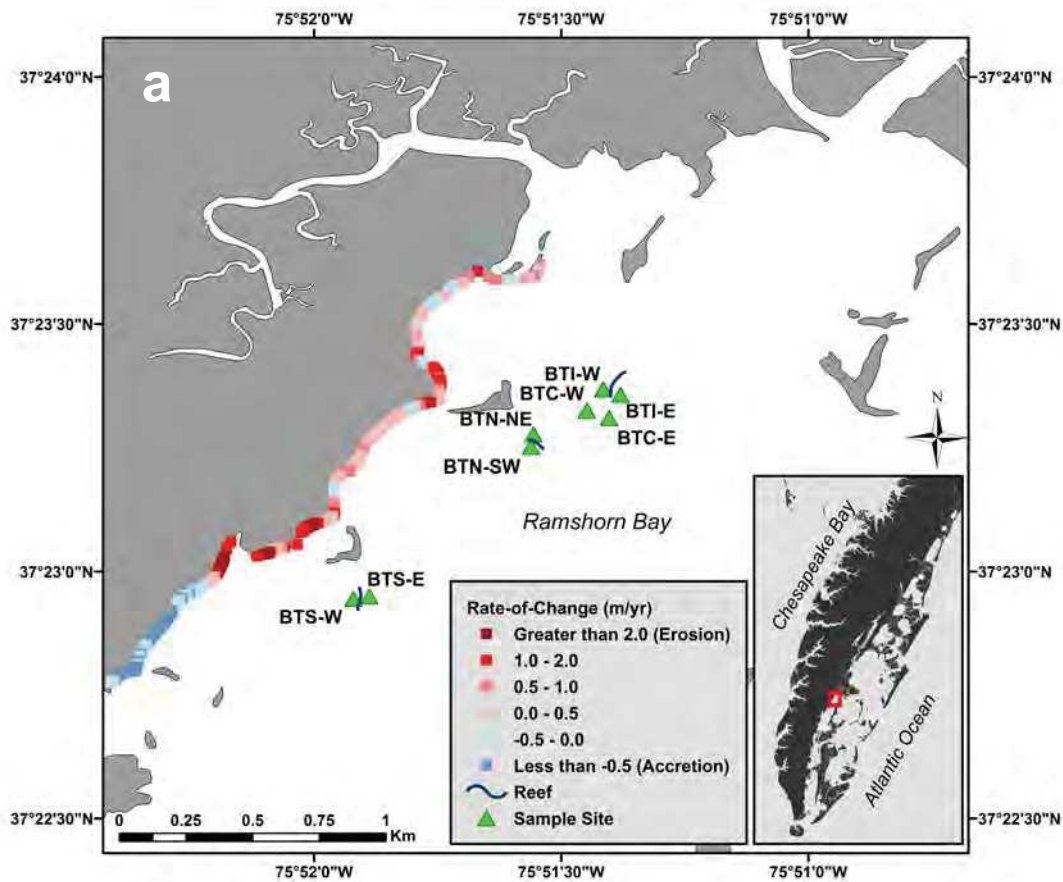 75°52'0"W 75°51'30"W 75°51'0"W
a
37°24'0"N 37°24'0"N
37°23'30"N 37°23'30"N
BTI-W
BTC-W
BTI-E
BTN-NE
BTC-E
BTN-SW
N
Ramshorn Bay
37°23'0"N 37°23'0"N
BTS-E
BTS-W
Rate-of-Change (m/yr)
Greater than 2.0 (Erosion)
1.0 - 2.0
0.5 - 1.0
0.0 - 0.5
-0.5 - 0.0
Less than -0.5 (Accretion)
Reef
Sample Site
Chesapeake Bay
Atlantic Ocean
37°22'30"N 37°22'30"N
0 0.25 0.5 0.75 1
Km
75°52'0"W 75°51'30"W 75°51'0"W